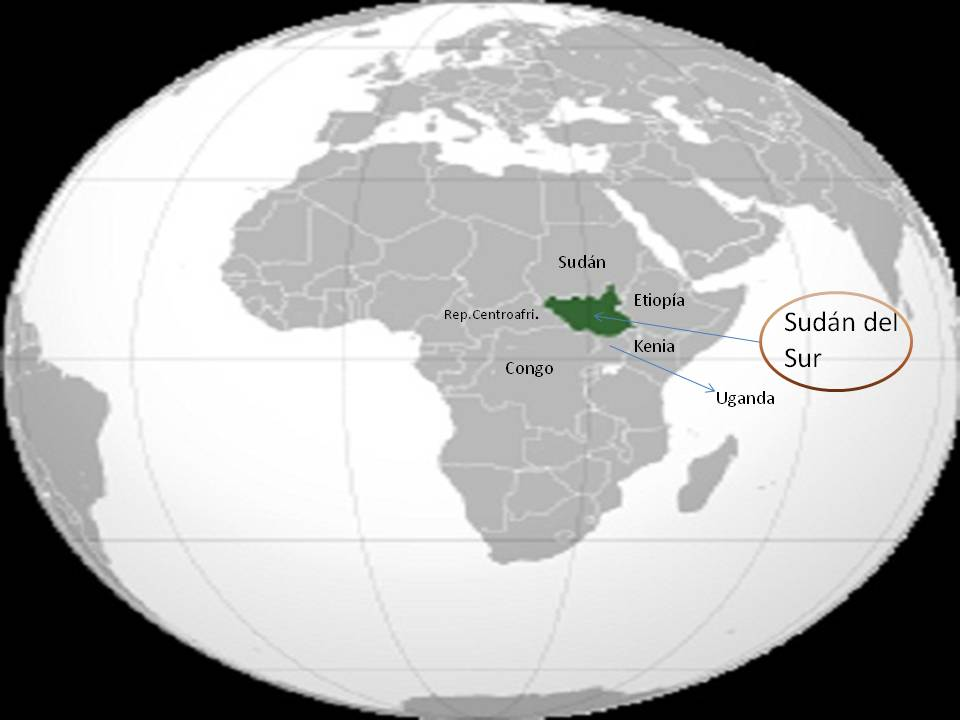 Sudán
Etiopía
Rep.Centroafri.
Sudán del
Sur
Kenia
Congo
Uganda